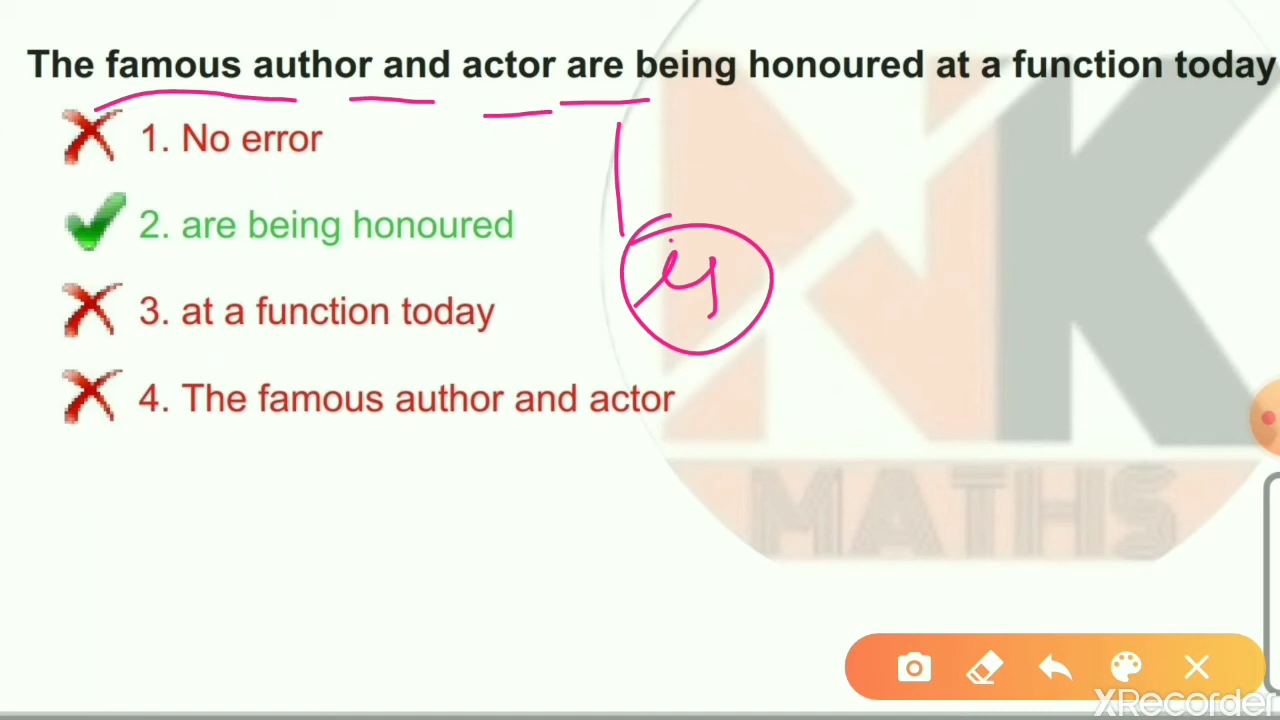 The famous author and actor are being honoured at a function today
1. No error
2. are being honoured
is
3. at a function today
4. The famous author and actor
NK
MATHS
XRecorder